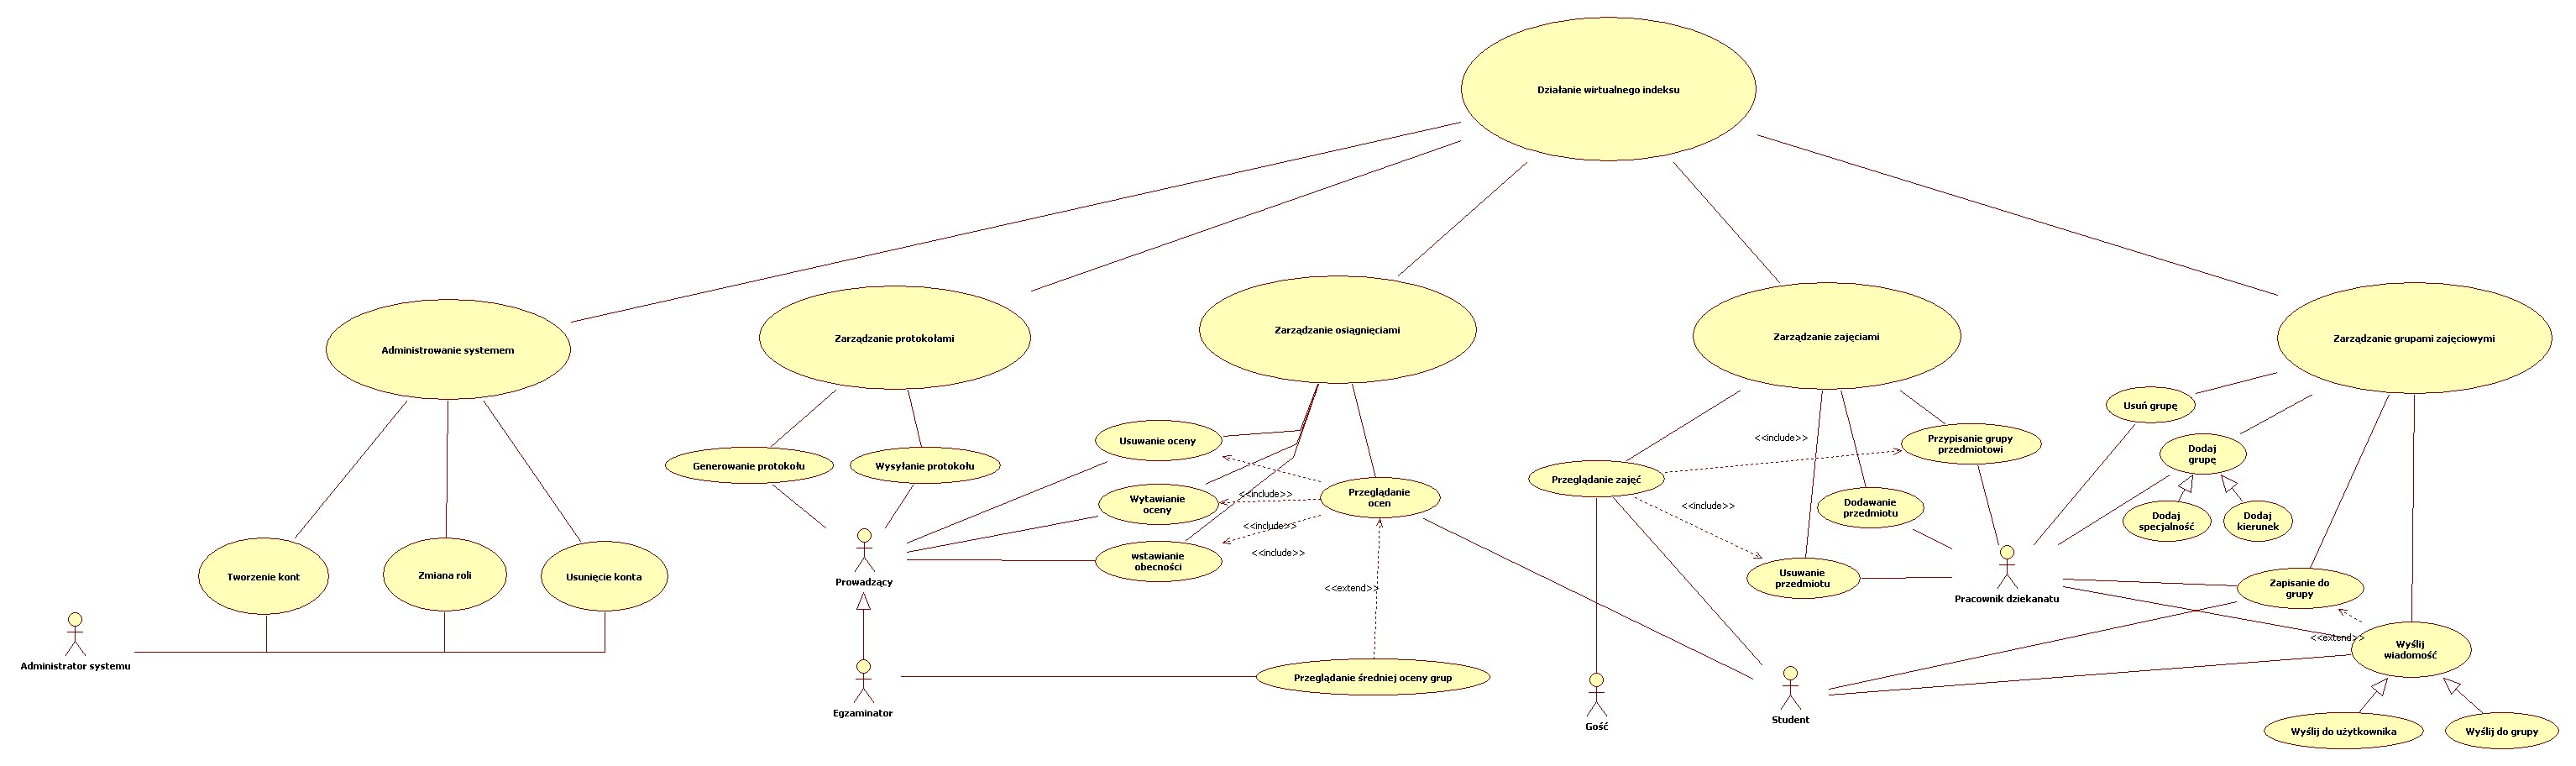 Działanie wirtualnego indeksu
Administrowanie systemem
Zarządzanie protokołami
Zarządzanie osiągnięciami
Zarządzanie zajęciami
Zarządzanie grupami zajęciowymi
Usuń grupę
Usuwanie oceny
<<include>>
Przypisanie grupy
przedmiotowi
Dodaj
grupę
Generowanie protokołu
Wysyłanie protokołu
Przeglądanie zajęć
Przeglądanie
ocen
<<include>>
Wytawianie
oceny
<<include>>
Dodawanie
przedmiotu
Dodaj
specjalność
Dodaj
kierunek
<<include>>
<<include>>
wstawianie
obecności
Tworzenie kont
Zmiana roli
Usunięcie konta
Prowadzący
<<extend>>
Usuwanie
przedmiotu
Pracownik dziekanatu
Zapisanie do
grupy
<<extend>>
Wyślij
wiadomość
Administrator systemu
Przeglądanie średniej oceny grup
Egzaminator
Gość
Student
Wyślij do użytkownika
Wyślij do grupy